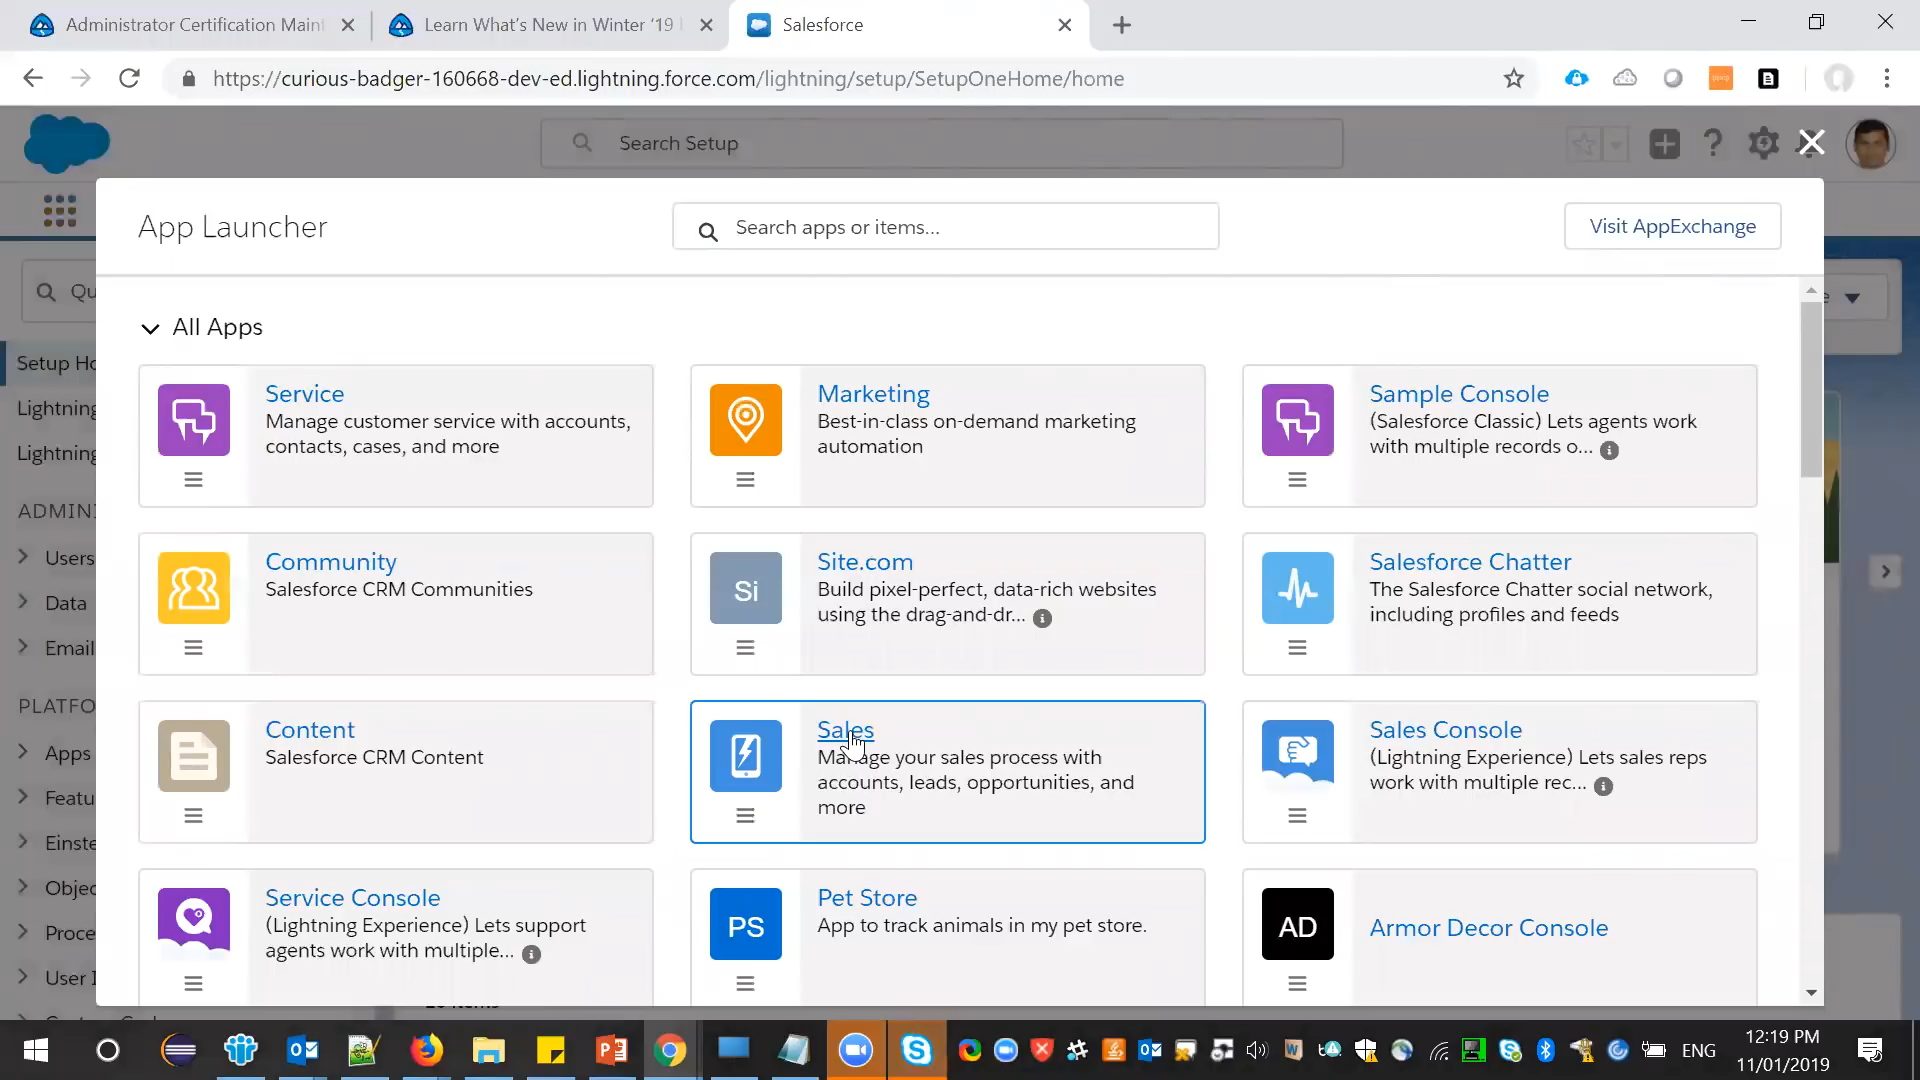 Administrator Certification Maint
Learn What's New in Winter '19 |
Salesforce
https://curious-badger-160668-dev-ed.lightning.force.com/lightning/setup/SetupOneHome/home
Search Setup
App Launcher
Search apps or items...
Visit AppExchange
Qu
Setup Ho
Lightning
Lightning
ADMINI
Users
Data
Email
PLATFO
Apps
Featu
Einste
Objec
Proce
User I
All Apps
Service
Manage customer service with accounts,
contacts, cases, and more
Marketing
Best-in-class on-demand marketing
automation
Sample Console
(Salesforce Classic) Lets agents work
with multiple records o...
Community
Salesforce CRM Communities
Si
Site.com
Build pixel-perfect, data-rich websites
using the drag-and-dr...
Salesforce Chatter
The Salesforce Chatter social network,
including profiles and feeds
Content
Salesforce CRM Content
Sales
Manage your sales process with
accounts, leads, opportunities, and
more
Sales Console
(Lightning Experience) Lets sales reps
work with multiple rec...
Service Console
(Lightning Experience) Lets support
agents work with multiple...
PS
Pet Store
App to track animals in my pet store.
AD
Armor Decor Console
ENG
12:19 PM
11/01/2019